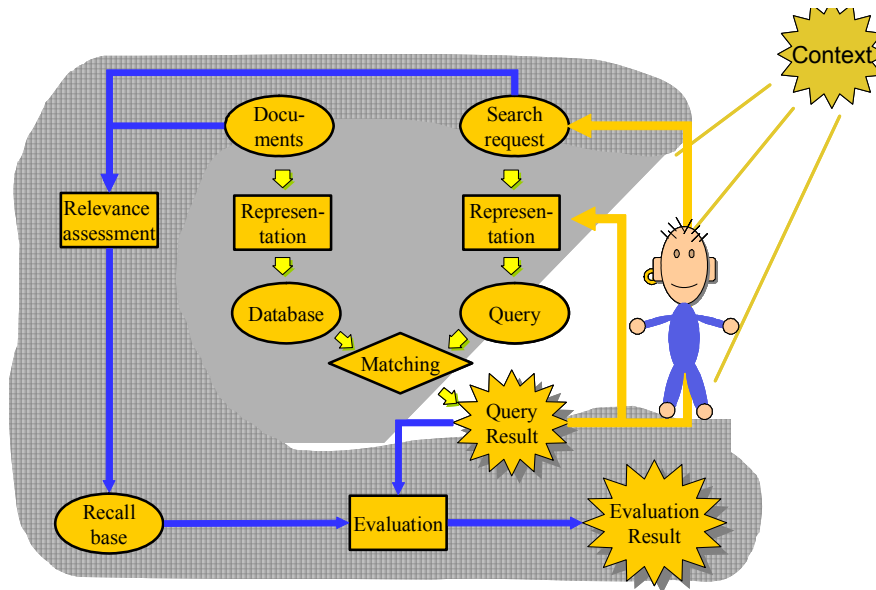 Context
Docu-
ments
Search
request
Relevance
assessment
Represen-
tation
Represen-
tation
Database
Query
Matching
Query
Result
Recall
base
Evaluation
Evaluation
Result